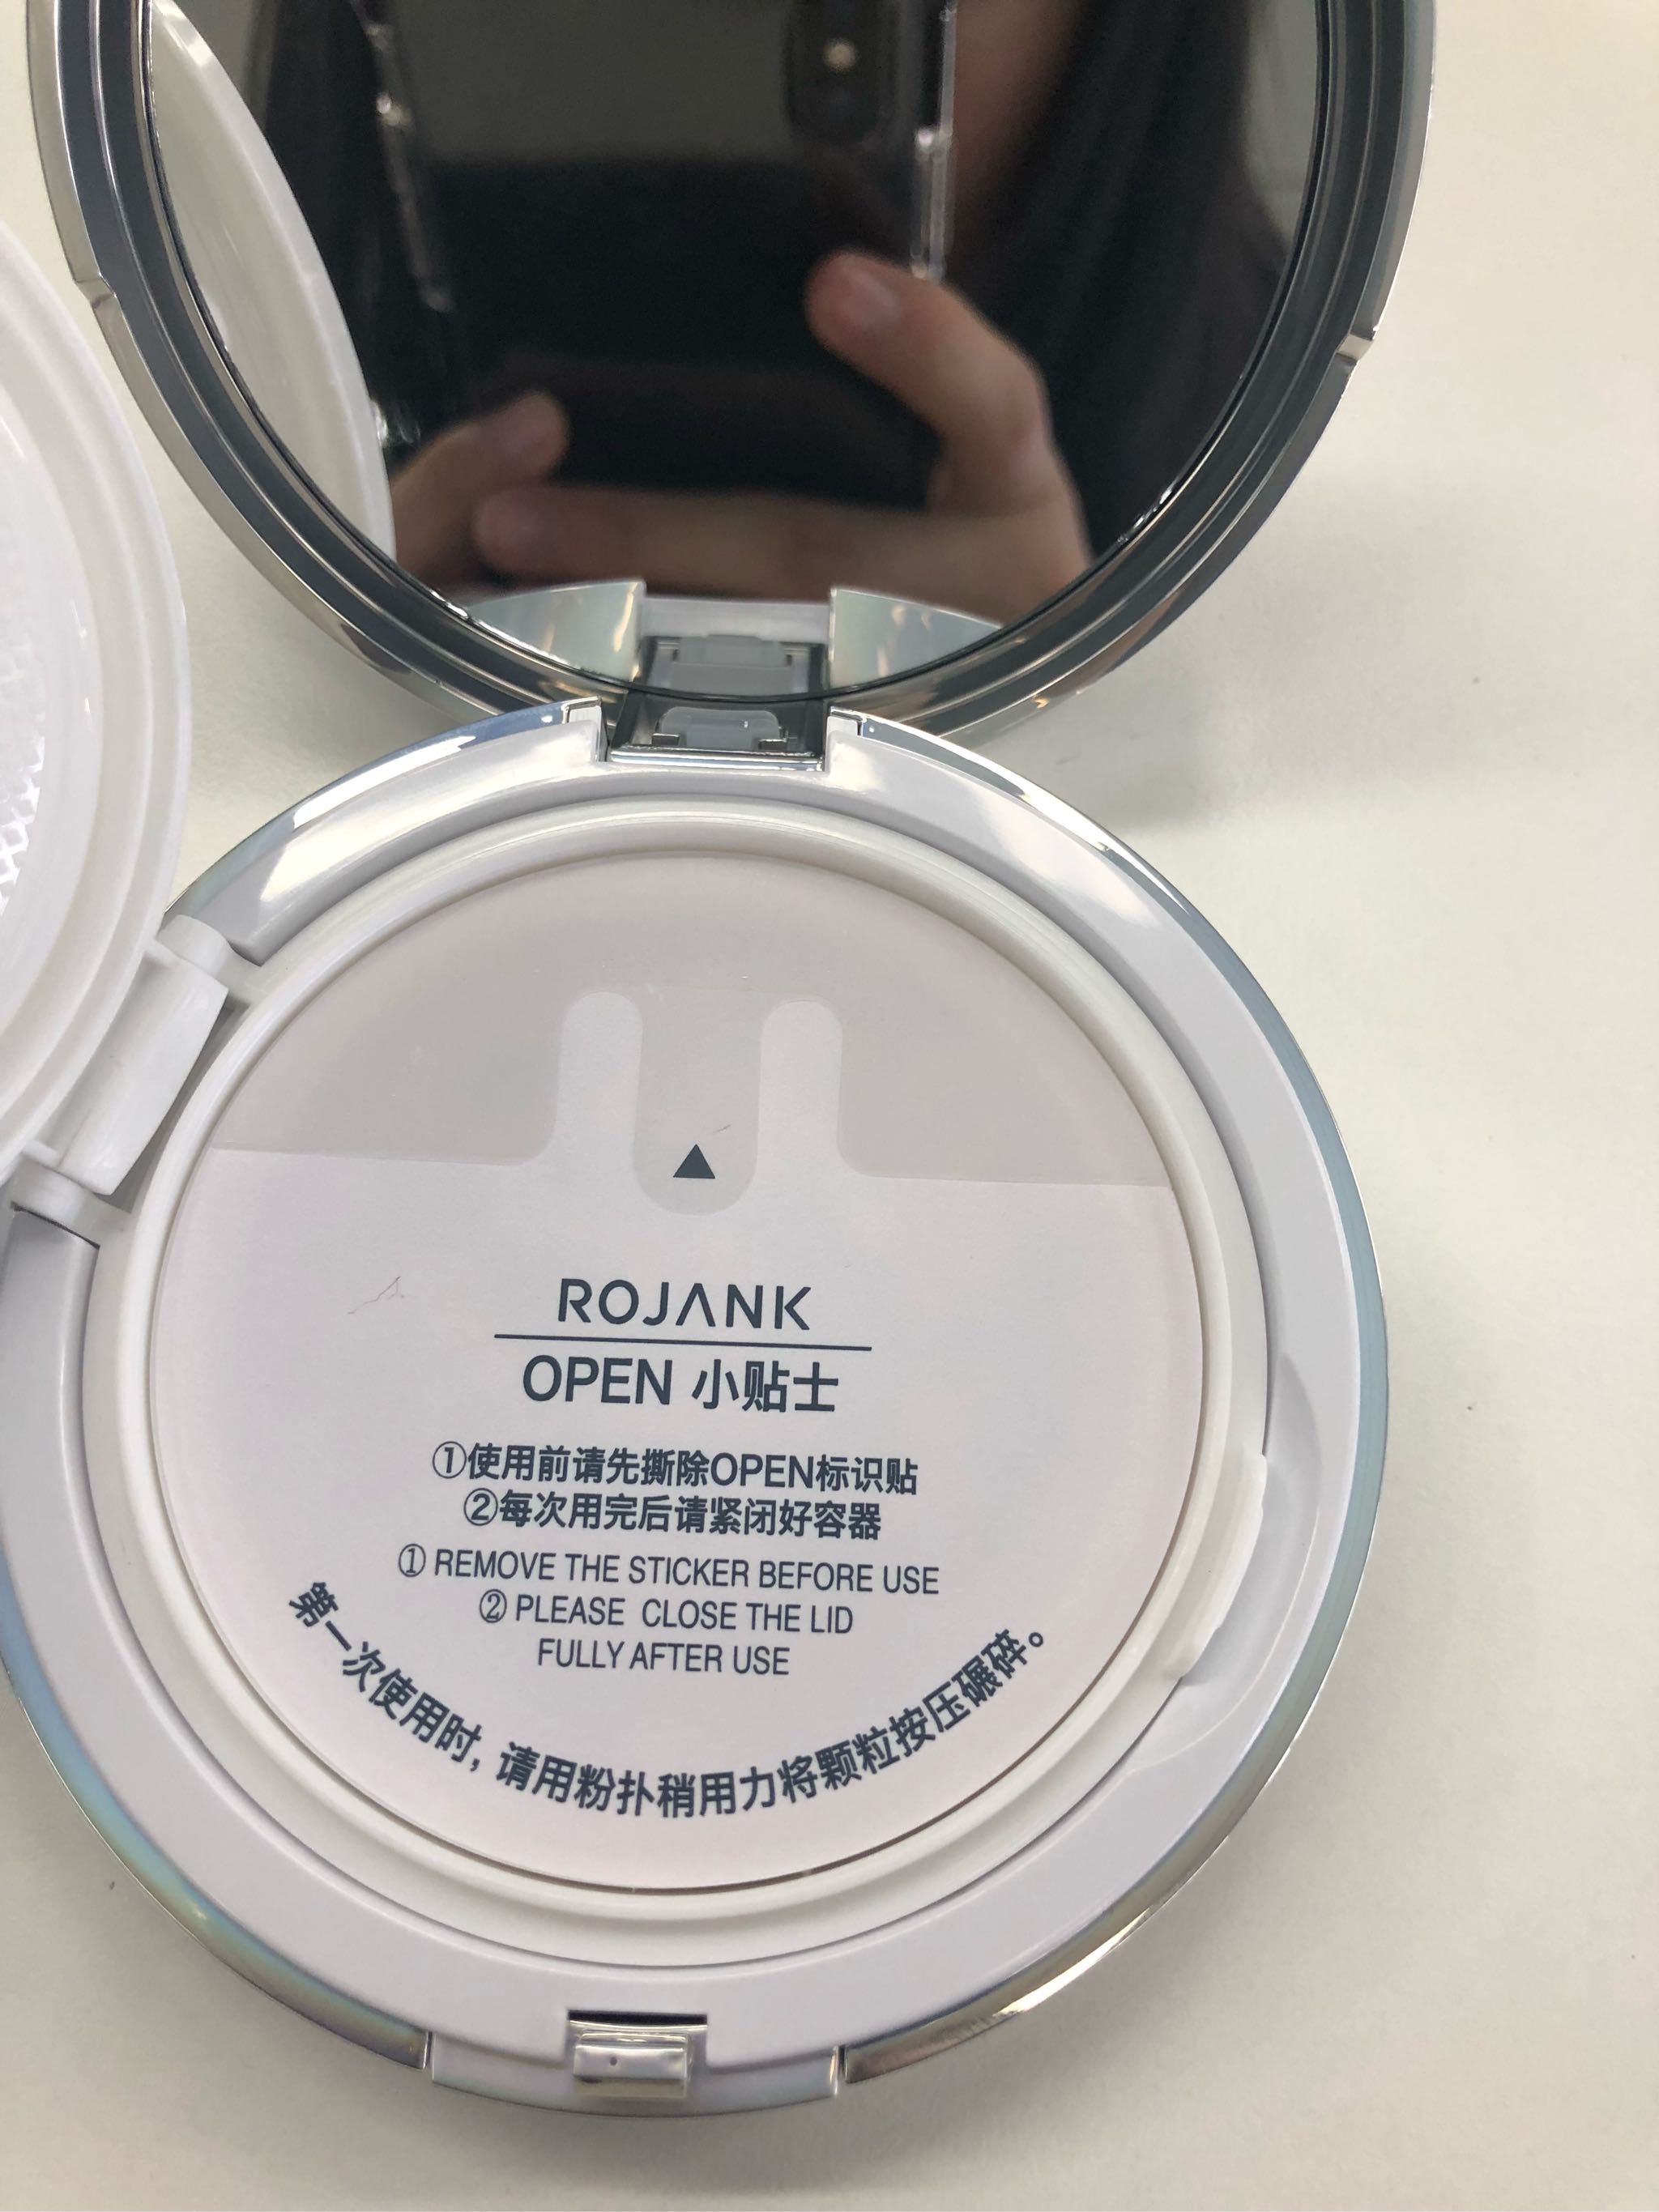 ROJANK
OPEN 小贴士
①使用前请先撕除OPEN标识贴
②每次用完后请紧闭好容器
① REMOVE THE STICKER BEFORE USE
② PLEASE CLOSE THE LID
FULLY AFTER USE
第一次使用时，请用粉扑稍用力将颗粒按压碾碎。